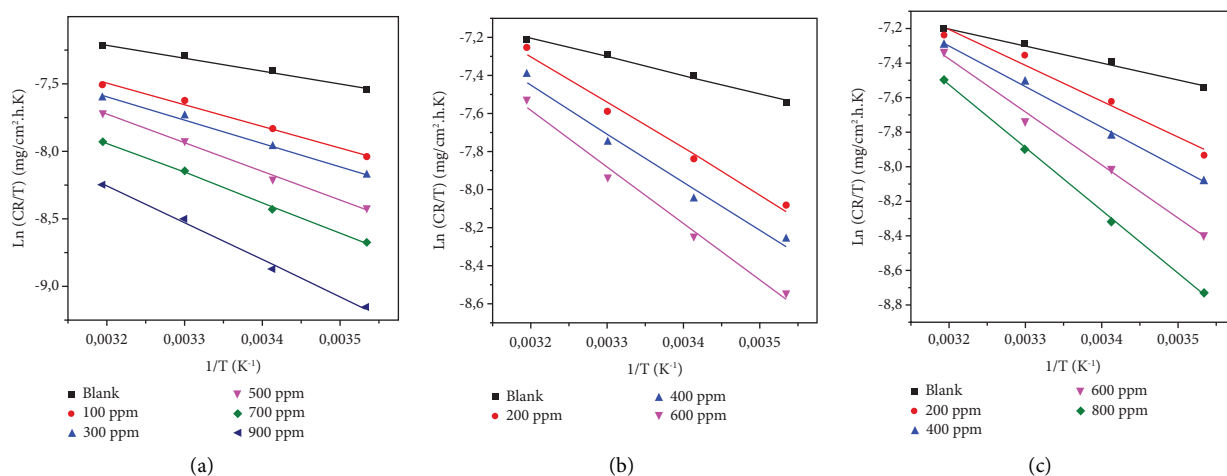 Ln (CR/T) (mg/cm².h.K)
-7,5
-8,0
-8,5
-9,0
0,0032
0,0033
0,0034
0,0035
1/T (K⁻¹)
Blank
100 ppm
300 ppm
500 ppm
700 ppm
900 ppm
(a)
Ln (CR/T) (mg/cm².h.K)
-7,2
-7,4
-7,6
-7,8
-8,0
-8,2
-8,4
-8,6
0,0032
0,0033
0,0034
0,0035
1/T (K⁻¹)
Blank
200 ppm
400 ppm
600 ppm
(b)
Ln (CR/T) (mg/cm².h.K)
-7,2
-7,4
-7,6
-7,8
-8,0
-8,2
-8,4
-8,6
-8,8
0,0032
0,0033
0,0034
0,0035
1/T (K⁻¹)
Blank
200 ppm
400 ppm
600 ppm
800 ppm
(c)